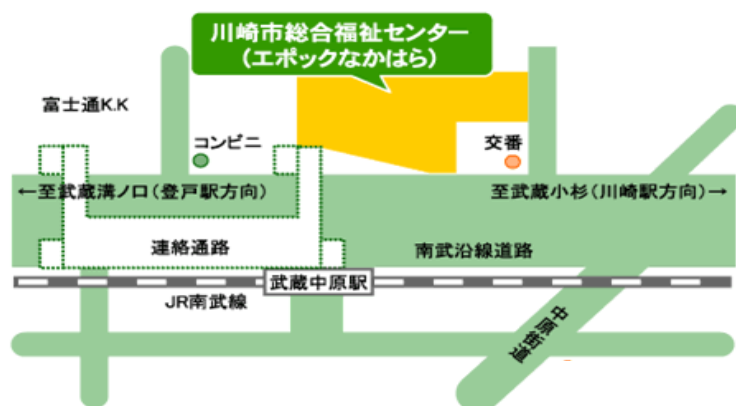 川崎市総合福祉センター
(エポックなかはら)
富士通K.K
コンビニ
交番
←至武蔵溝ノ口(登戸駅方向)
至武蔵小杉(川崎駅方向)→
連絡通路
南武沿線道路
武蔵中原駅
JR南武線
中原街道